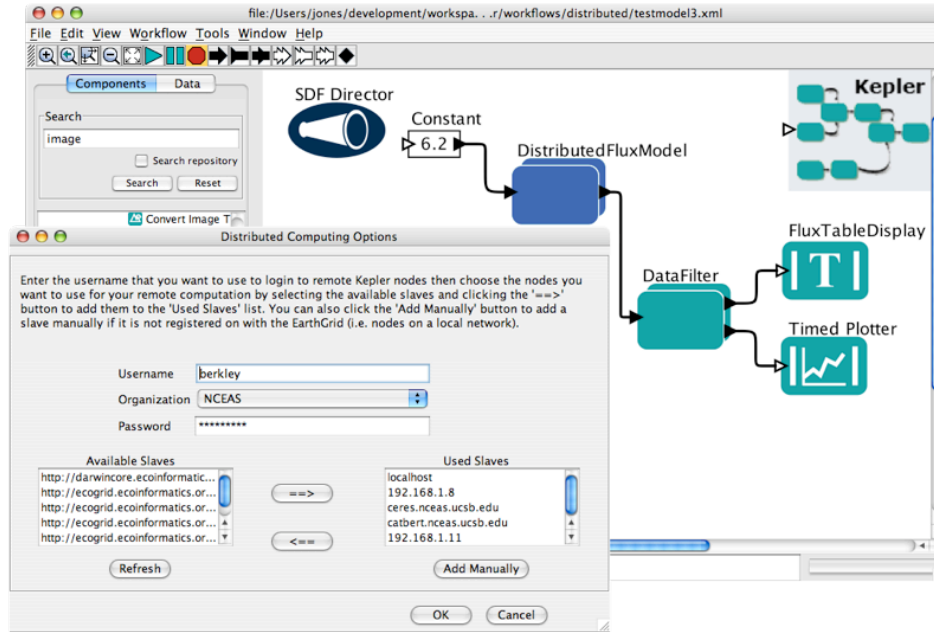 file:/Users/jones/development/workspa. . .r/workflows/distributed/testmodel3.xml
File Edit View Workflow Tools Window Help
Components Data
Search
image
Search repository
Search Reset
Convert Image T
SDF Director
Constant
6.2
DistributedFluxModel
Kepler
FluxTableDisplay
T
DataFilter
Timed Plotter
Distributed Computing Options
Enter the username that you want to use to login to remote Kepler nodes then choose the nodes you
want to use for your remote computation by selecting the available slaves and clicking the '==>'
button to add them to the 'Used Slaves' list. You can also click the 'Add Manually' button to add a
slave manually if it is not registered on with the EarthGrid (i.e. nodes on a local network).
Username berkley
Organization NCEAS
Password *********
Available Slaves
http://darwincore.ecoinformatic...
http://ecogrid.ecoinformatics.or...
http://ecogrid.ecoinformatics.or...
http://ecogrid.ecoinformatics.or...
http://ecogrid.ecoinformatics.or...
==>
<==
Used Slaves
localhost
192.168.1.8
ceres.nceas.ucsb.edu
catbert.nceas.ucsb.edu
192.168.1.11
Refresh
Add Manually
OK Cancel